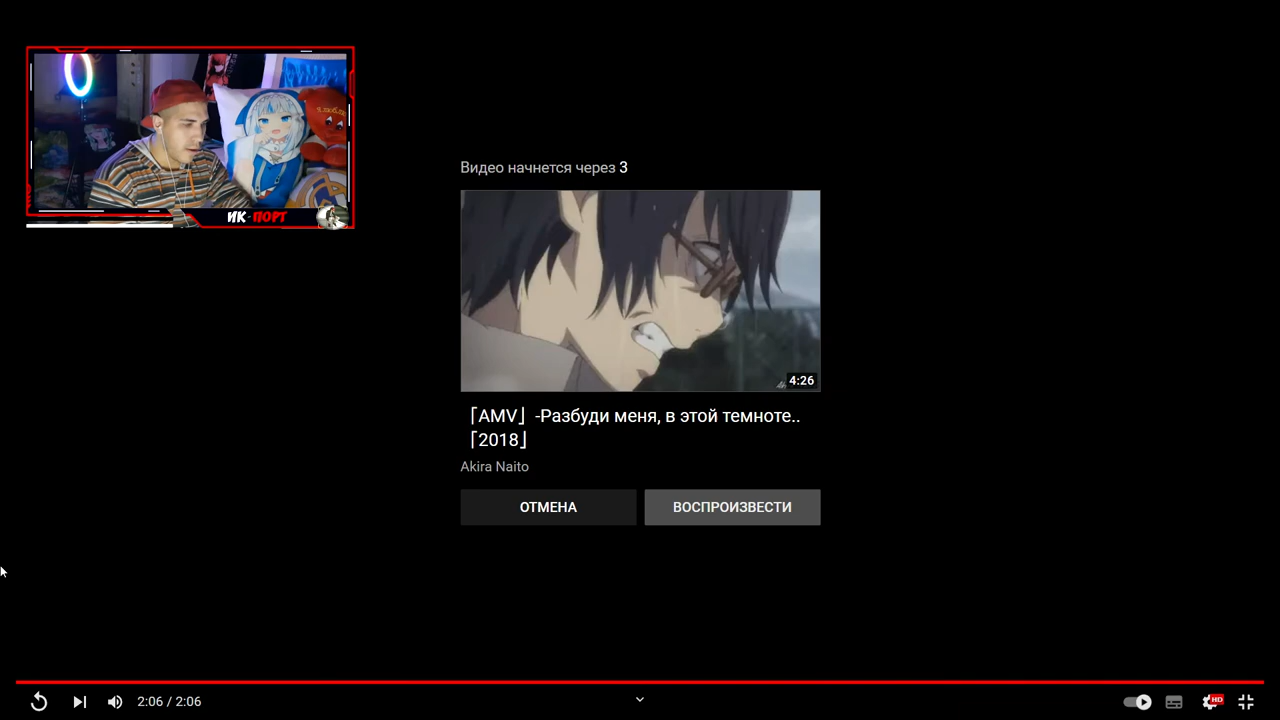 ИК-ПОРТ
Видео начнется через 3
4:26
「AMV」-Разбуди меня, в этой темноте..
「2018」
Akira Naito
ОТМЕНА
ВОСПРОИЗВЕСТИ
2:06 / 2:06
HD